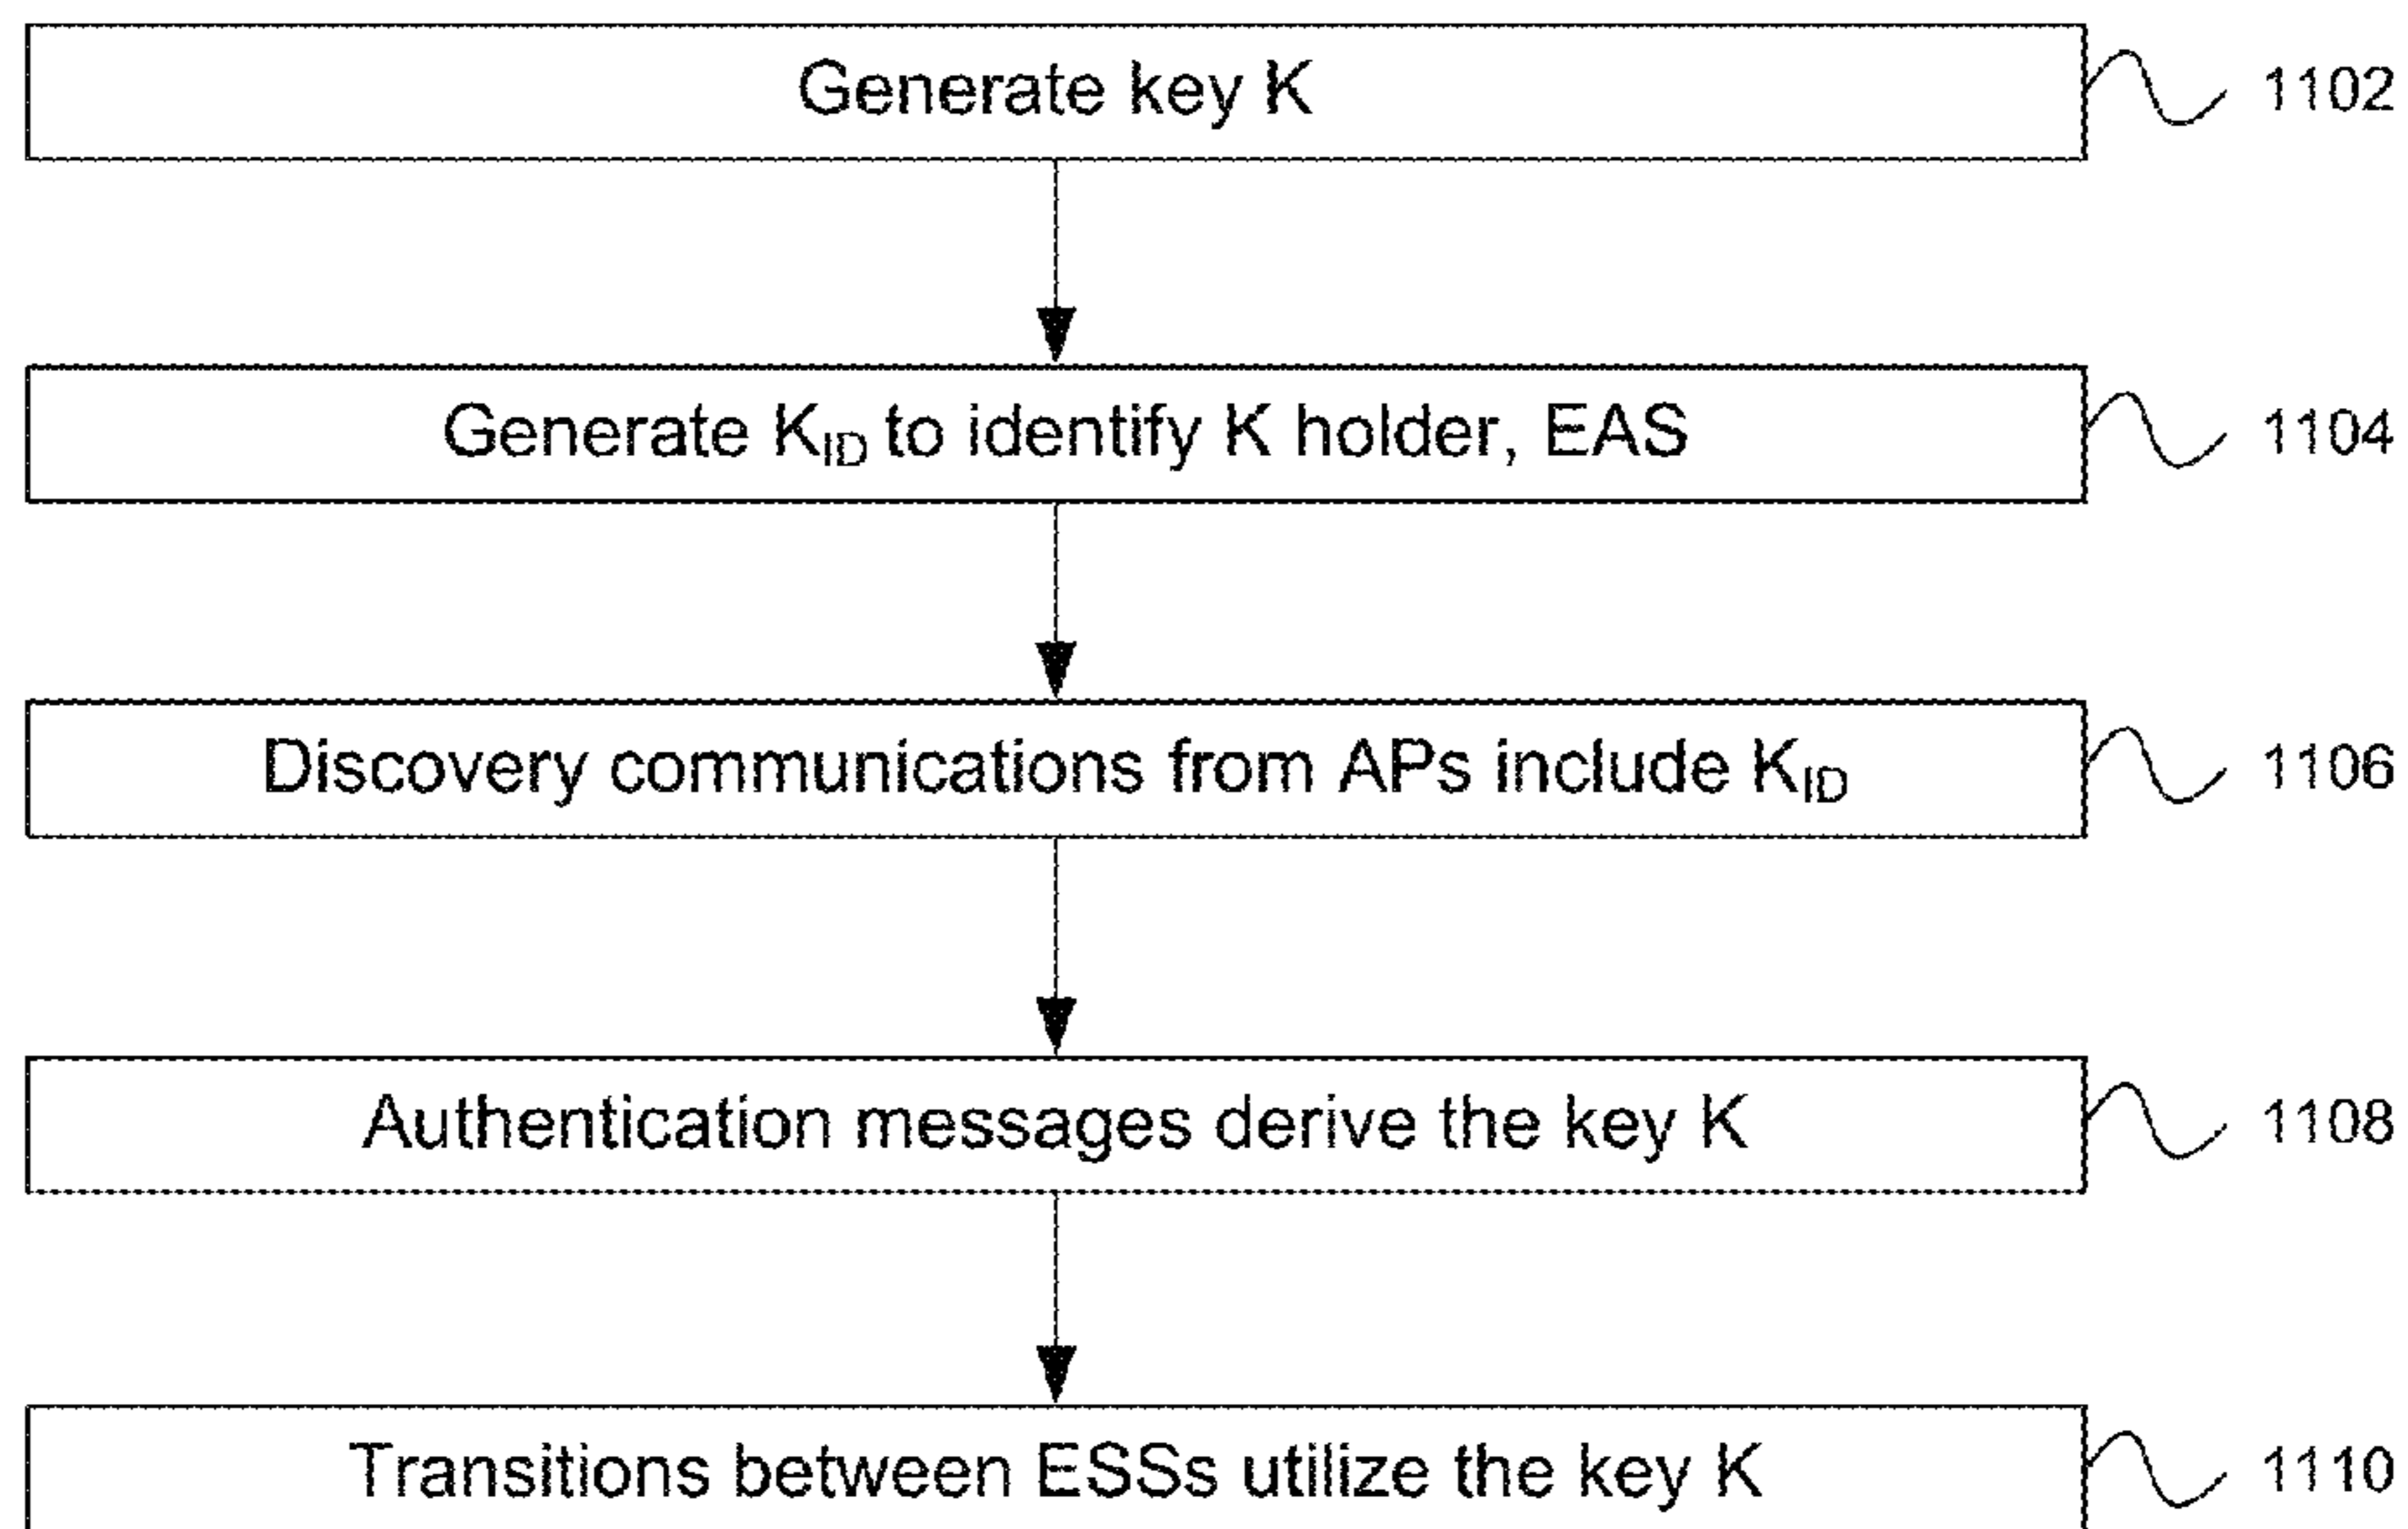 Generate key K 1102
Generate K_ID to identify K holder, EAS 1104
Discovery communications from APs include K_ID 1106
Authentication messages derive the key K 1108
Transitions between ESSs utilize the key K 1110